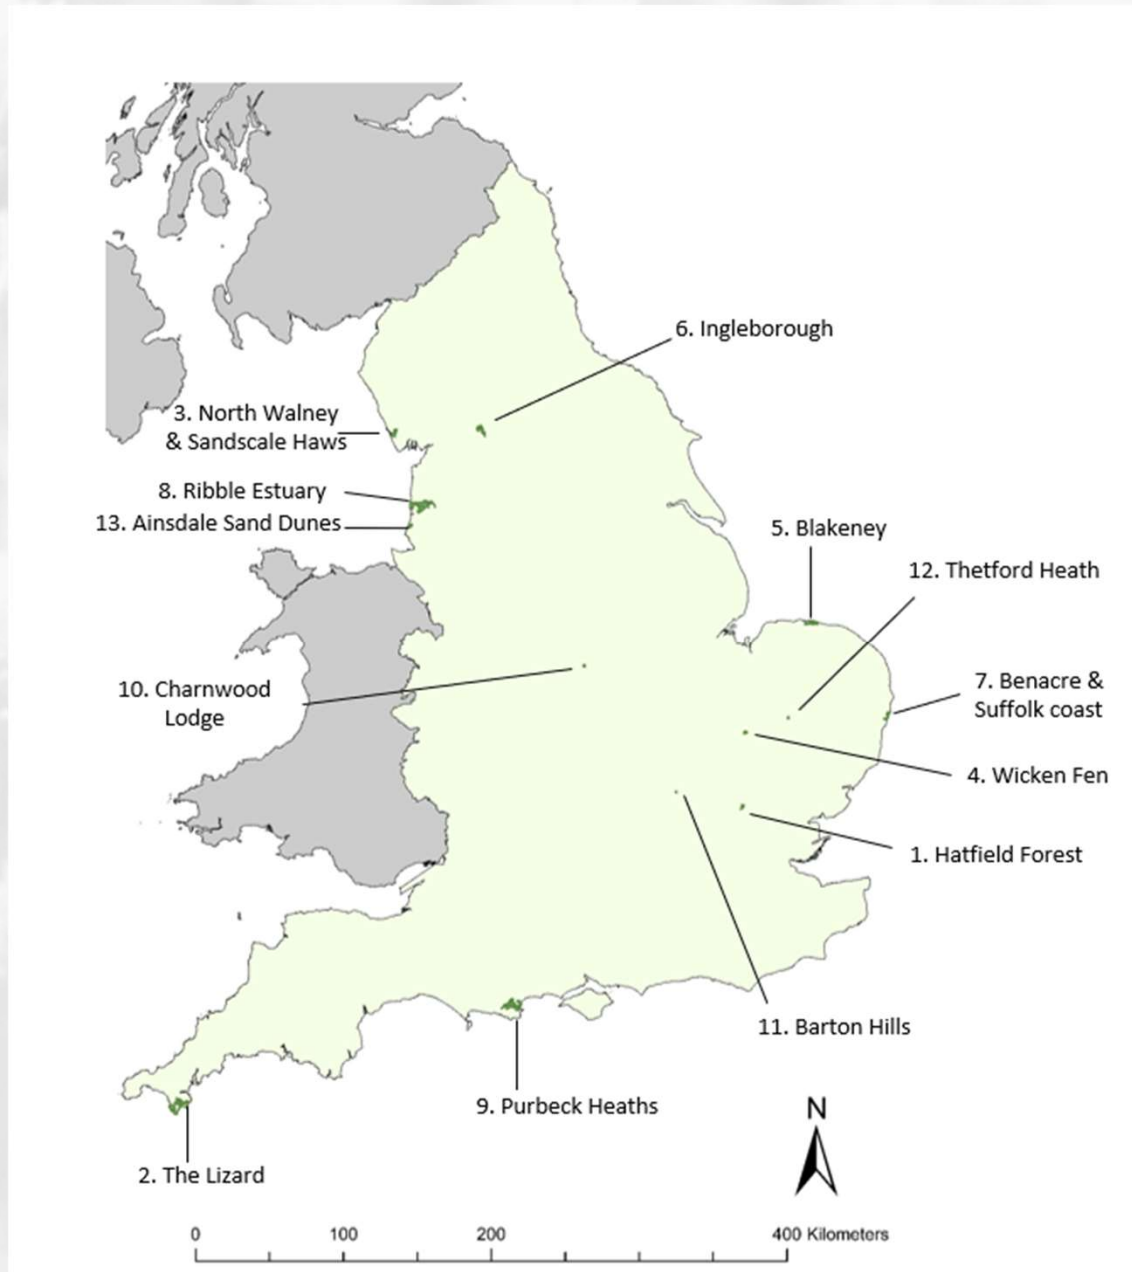 6. Ingleborough
3. North Walney
& Sandscale Haws
8. Ribble Estuary
13. Ainsdale Sand Dunes
5. Blakeney
12. Thetford Heath
7. Benacre &
Suffolk coast
10. Charnwood
Lodge
4. Wicken Fen
1. Hatfield Forest
11. Barton Hills
9. Purbeck Heaths
2. The Lizard
N
0 100 200 400 Kilometers